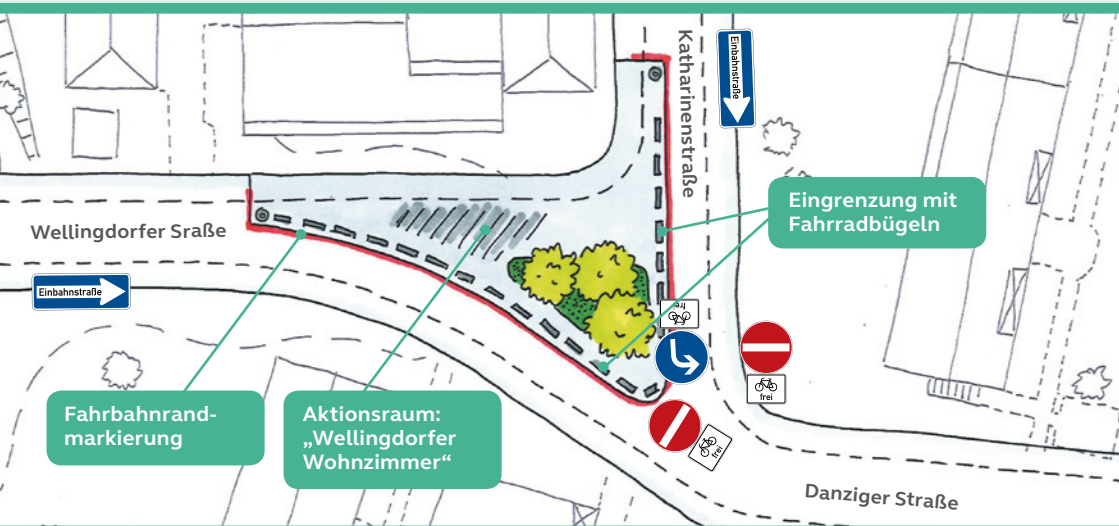 Katharinenstraße
Einbahnstraße
Wellingdorfer Sraße
Einbahnstraße
Eingrenzung mit
Fahrradbügeln
frei
frei
frei
Fahrbahnrand-
markierung
Aktionsraum:
„Wellingdorfer
Wohnzimmer“
Danziger Straße